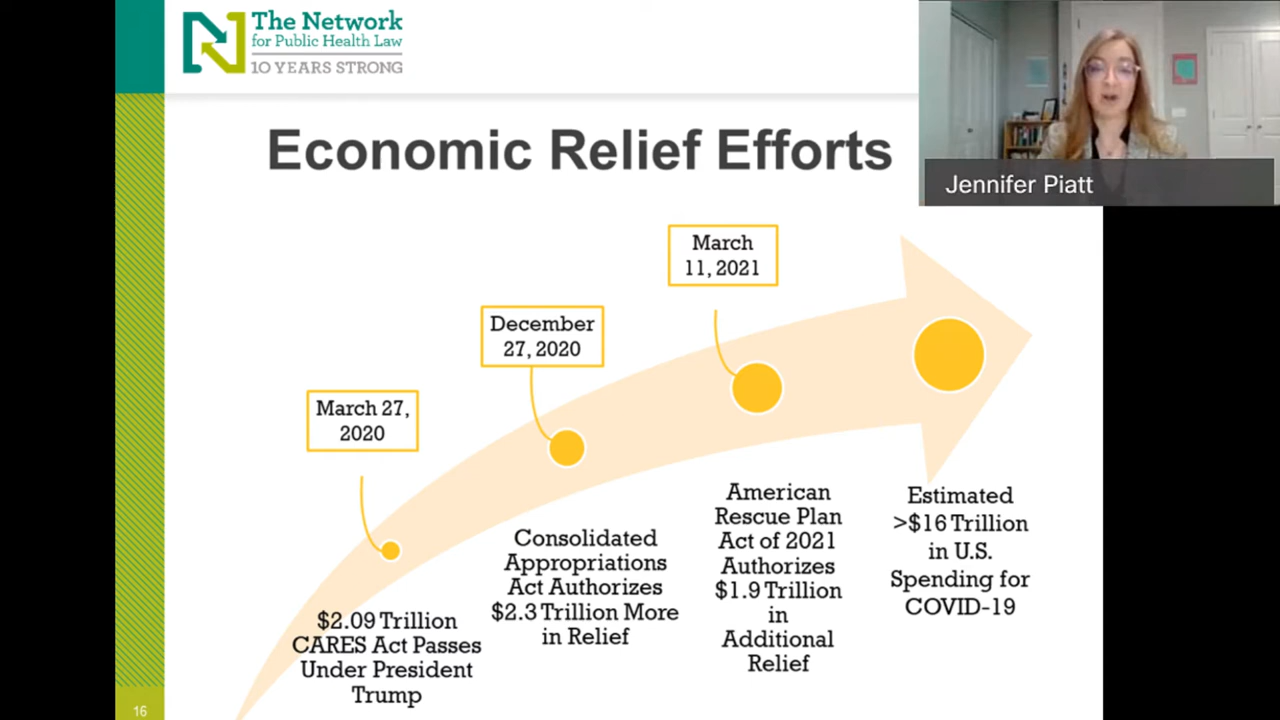 The Network
for Public Health Law
10 YEARS STRONG
Jennifer Piatt
Economic Relief Efforts
March 27,
2020
$2.09 Trillion
CARES Act Passes
Under President
Trump
December
27, 2020
Consolidated
Appropriations
Act Authorizes
$2.3 Trillion More
in Relief
March
11, 2021
American
Rescue Plan
Act of 2021
Authorizes
$1.9 Trillion
in
Additional
Relief
Estimated
>$16 Trillion
in U.S.
Spending for
COVID-19
16